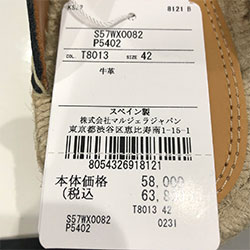 8121 B
S57WX0082
P5402
COL. T8013 SIZE 42
牛革
スペイン製
株式会社マルジェラジャパン
東京都渋谷区恵比寿南1-15-1
8054326918121
本体価格 58,000
(税込 63,8
T8013 42
S57WX0082 0231
P5402